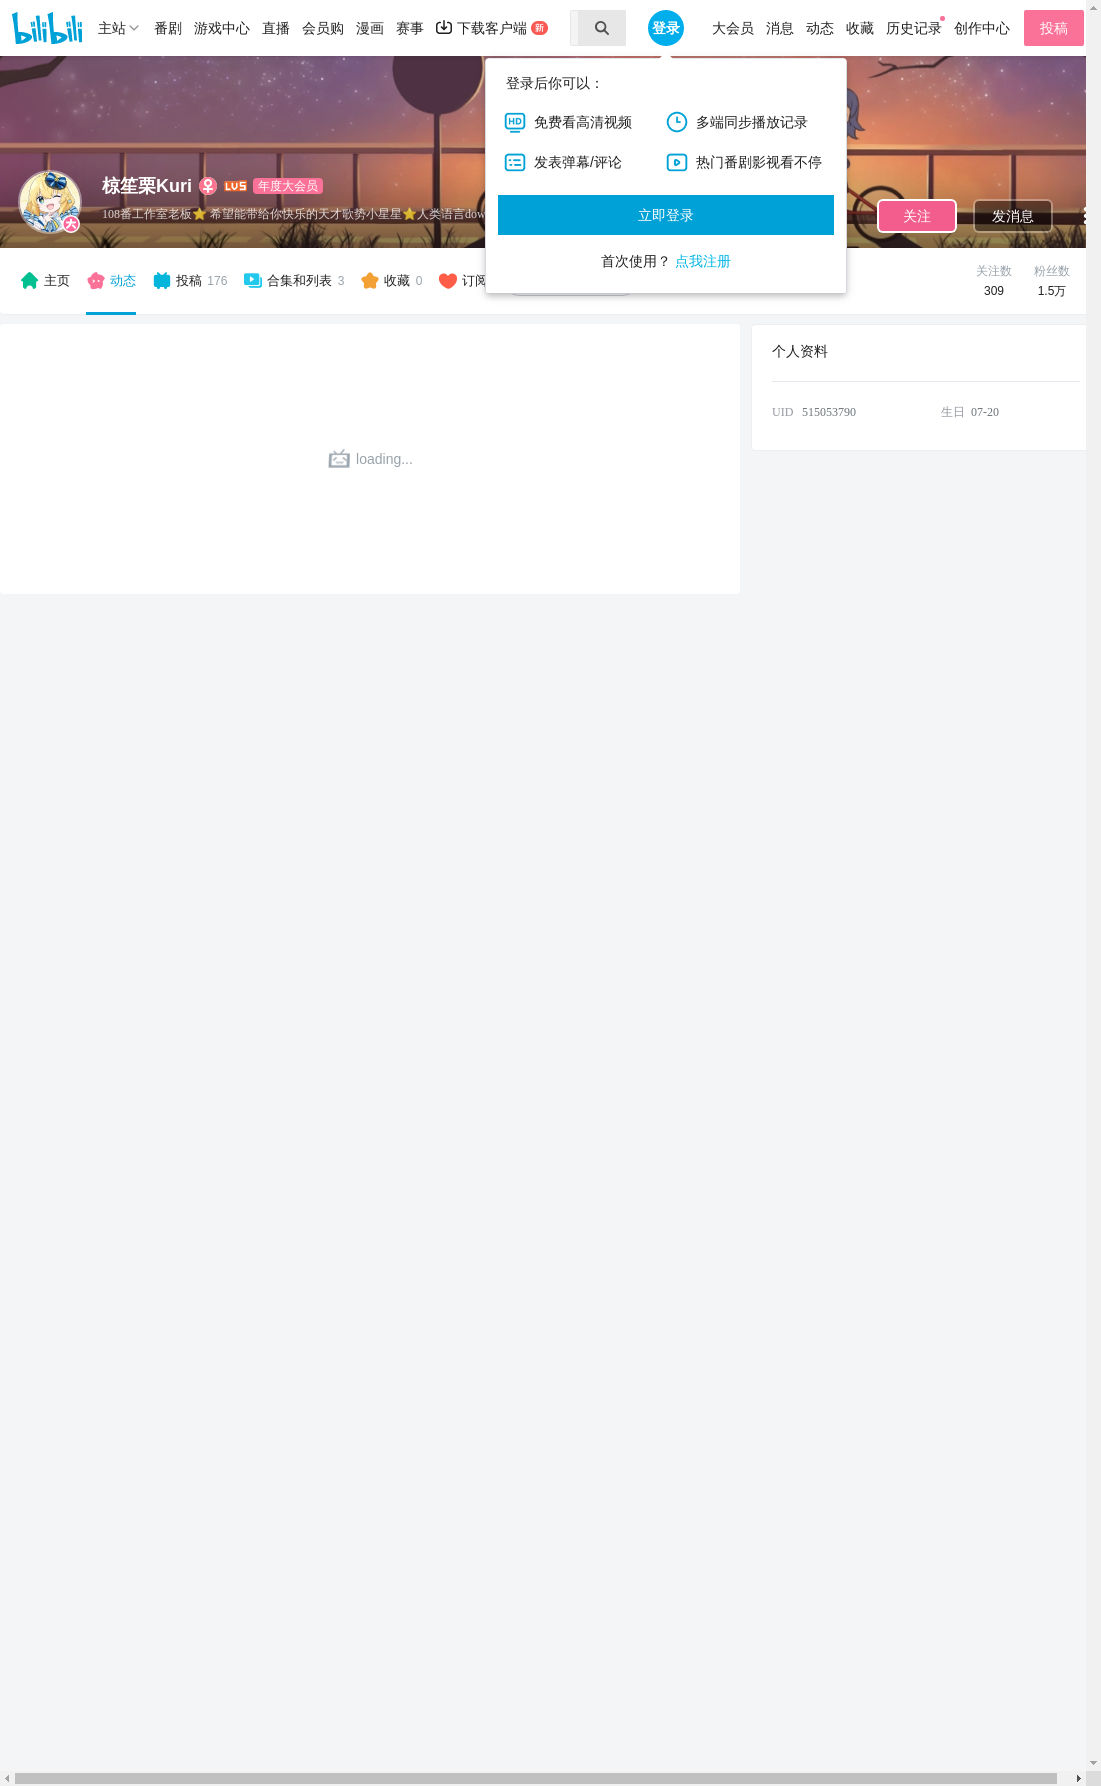 bilibili 主站 番剧 游戏中心 直播 会员购 漫画 赛事 下载客户端 新 登录 大会员 消息 动态 收藏 历史记录 创作中心 投稿
登录后你可以：
HD 免费看高清视频 多端同步播放记录
发表弹幕/评论 热门番剧影视看不停
立即登录
首次使用？ 点我注册
椋笙栗Kuri LV5 年度大会员
大
108番工作室老板⭐ 希望能带给你快乐的天才歌势小星星⭐人类语言dow
关注 发消息
主页 动态 投稿 176 合集和列表 3 收藏 0 订阅
关注数 粉丝数
309 1.5万
loading...
个人资料
UID 515053790 生日 07-20